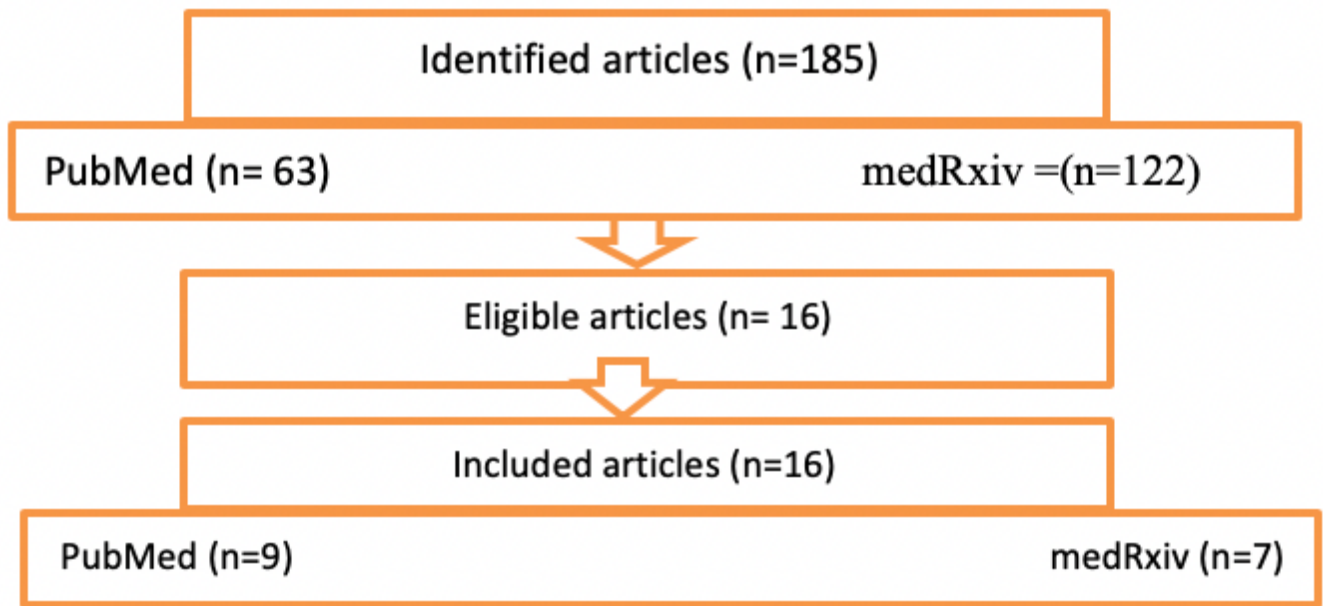 Identified articles (n=185)
PubMed (n= 63) medRxiv =(n=122)
Eligible articles (n= 16)
Included articles (n=16)
PubMed (n=9) medRxiv (n=7)